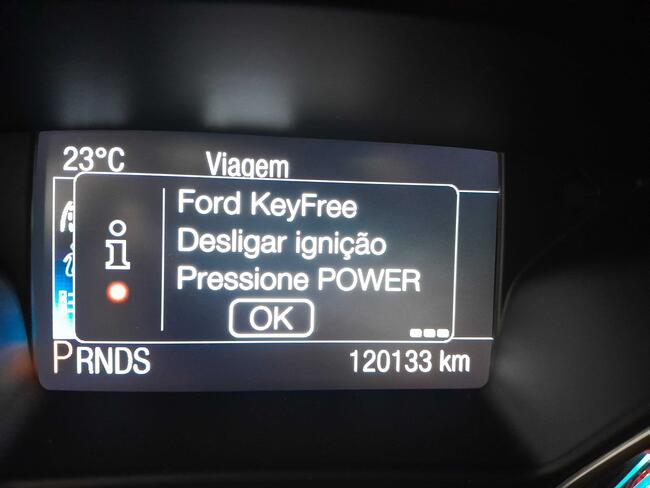 23°C Viagem
Ford KeyFree
Desligar ignição
Pressione POWER
OK
PRNDS 120133 km